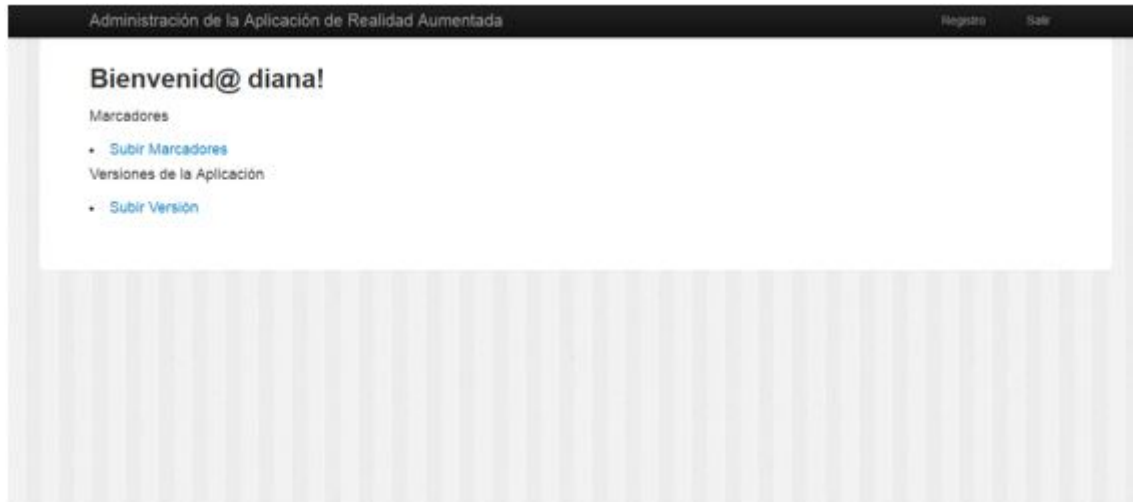 Administración de la Aplicación de Realidad Aumentada Registro Salir
Bienvenid@ diana!
Marcadores
• Subir Marcadores
Versiones de la Aplicación
• Subir Versión